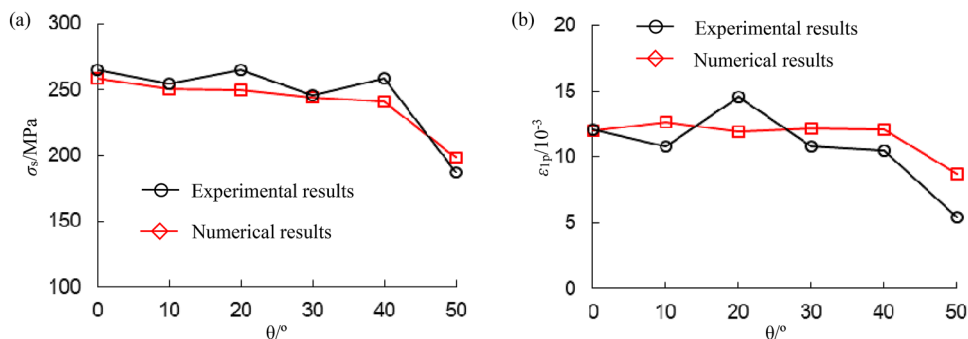 (a)
300
250
200
150
100
σs/MPa
Experimental results
Numerical results
0 10 20 30 40 50
θ/º
(b)
20
15
10
5
0
ε1p/10-3
Experimental results
Numerical results
0 10 20 30 40 50
θ/º